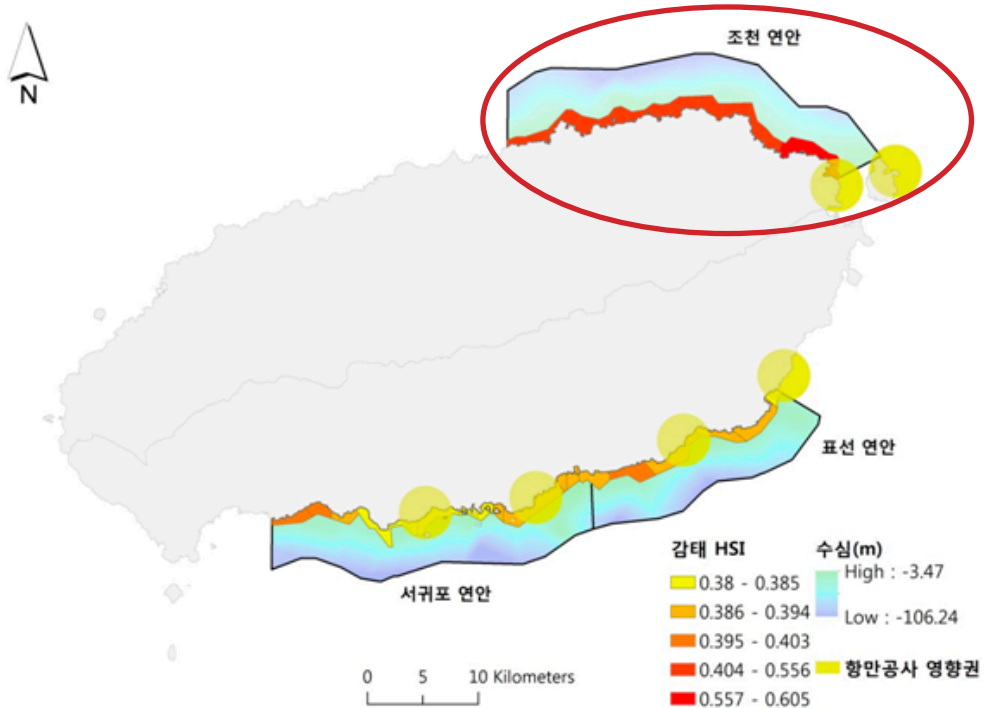 조천 연안
N
표선 연안
서귀포 연안
감태 HSI
0.38 - 0.385
0.386 - 0.394
0.395 - 0.403
0.404 - 0.556
0.557 - 0.605
수심(m)
High : -3.47
Low : -106.24
항만공사 영향권
0 5 10 Kilometers